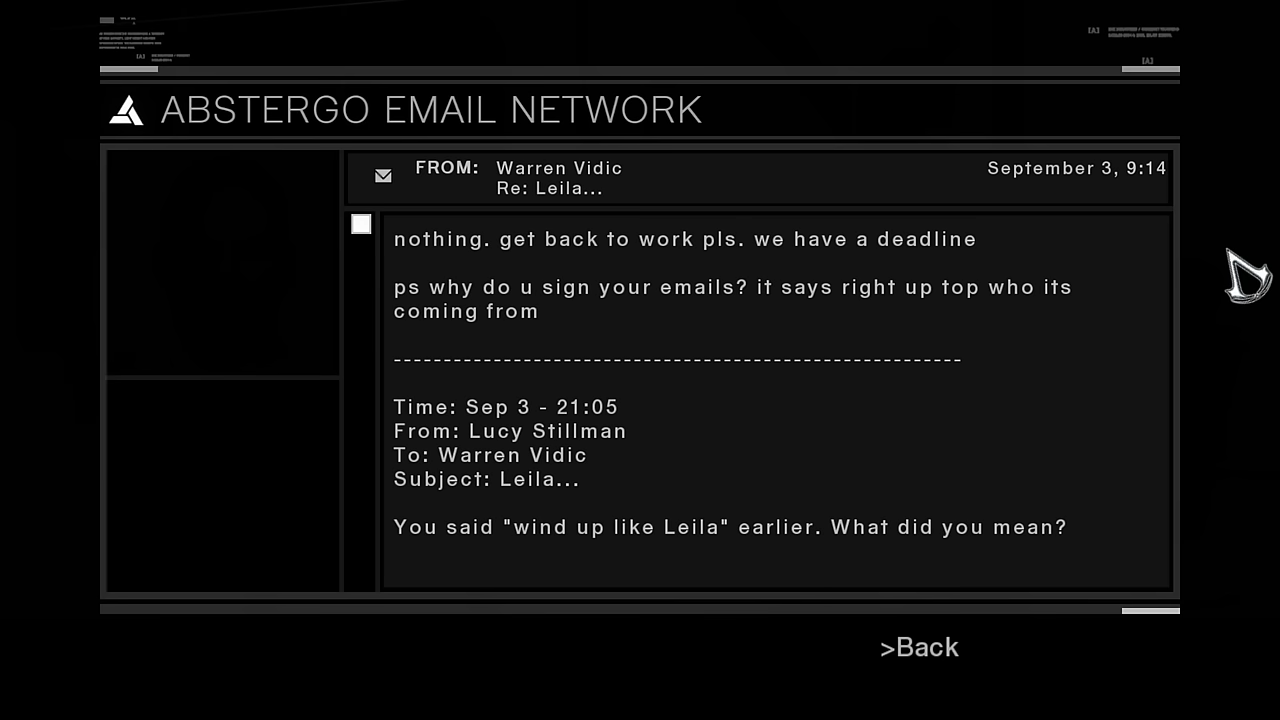 ABSTERGO EMAIL NETWORK
FROM: Warren Vidic
September 3, 9:14
Re: Leila...
nothing. get back to work pls. we have a deadline
ps why do u sign your emails? it says right up top who its
coming from
---------------------------------------------------------
Time: Sep 3 - 21:05
From: Lucy Stillman
To: Warren Vidic
Subject: Leila...
You said "wind up like Leila" earlier. What did you mean?
>Back